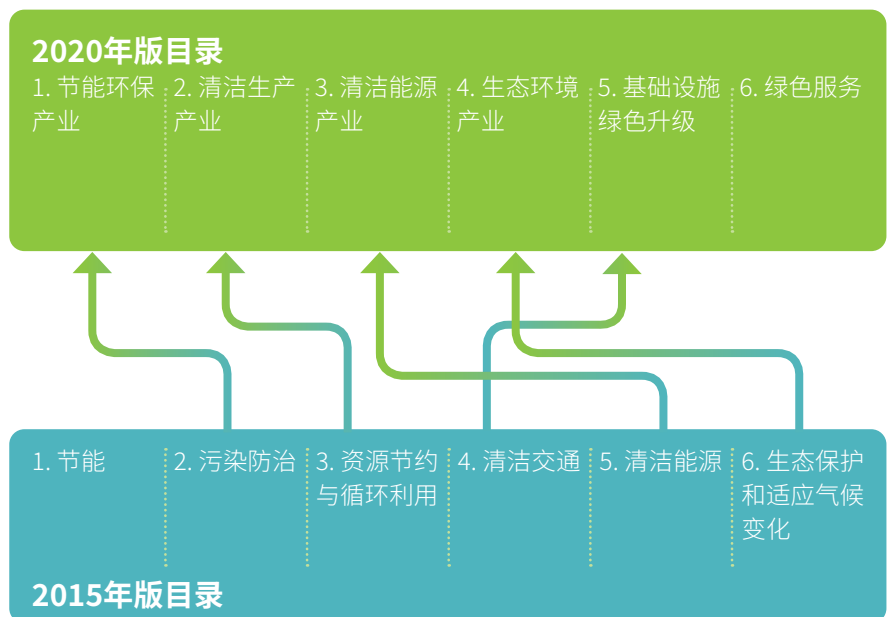 2020年版目录
1. 节能环保
产业
2. 清洁生产
产业
3. 清洁能源
产业
4. 生态环境
产业
5. 基础设施
绿色升级
6. 绿色服务
1. 节能
2. 污染防治
3. 资源节约
与循环利用
4. 清洁交通
5. 清洁能源
6. 生态保护
和适应气候
变化
2015年版目录